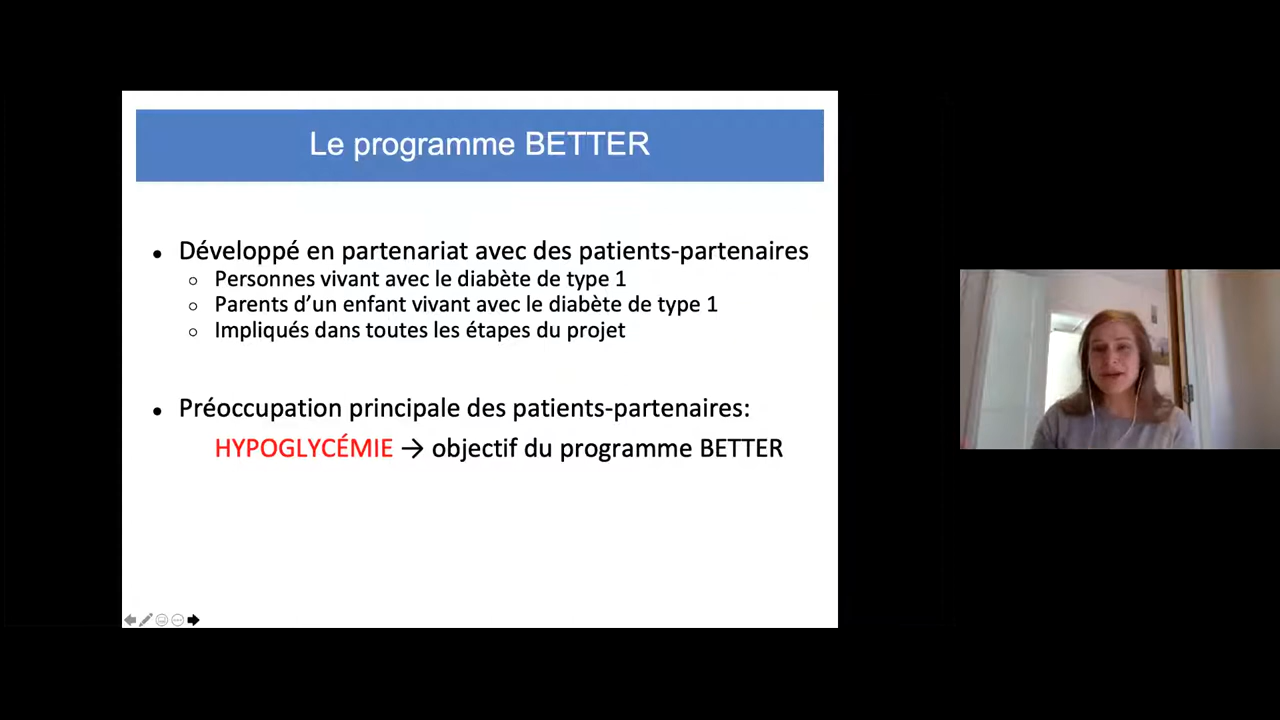 Le programme BETTER
• Développé en partenariat avec des patients-partenaires
○ Personnes vivant avec le diabète de type 1
○ Parents d’un enfant vivant avec le diabète de type 1
○ Impliqués dans toutes les étapes du projet
• Préoccupation principale des patients-partenaires:
HYPOGLYCÉMIE → objectif du programme BETTER